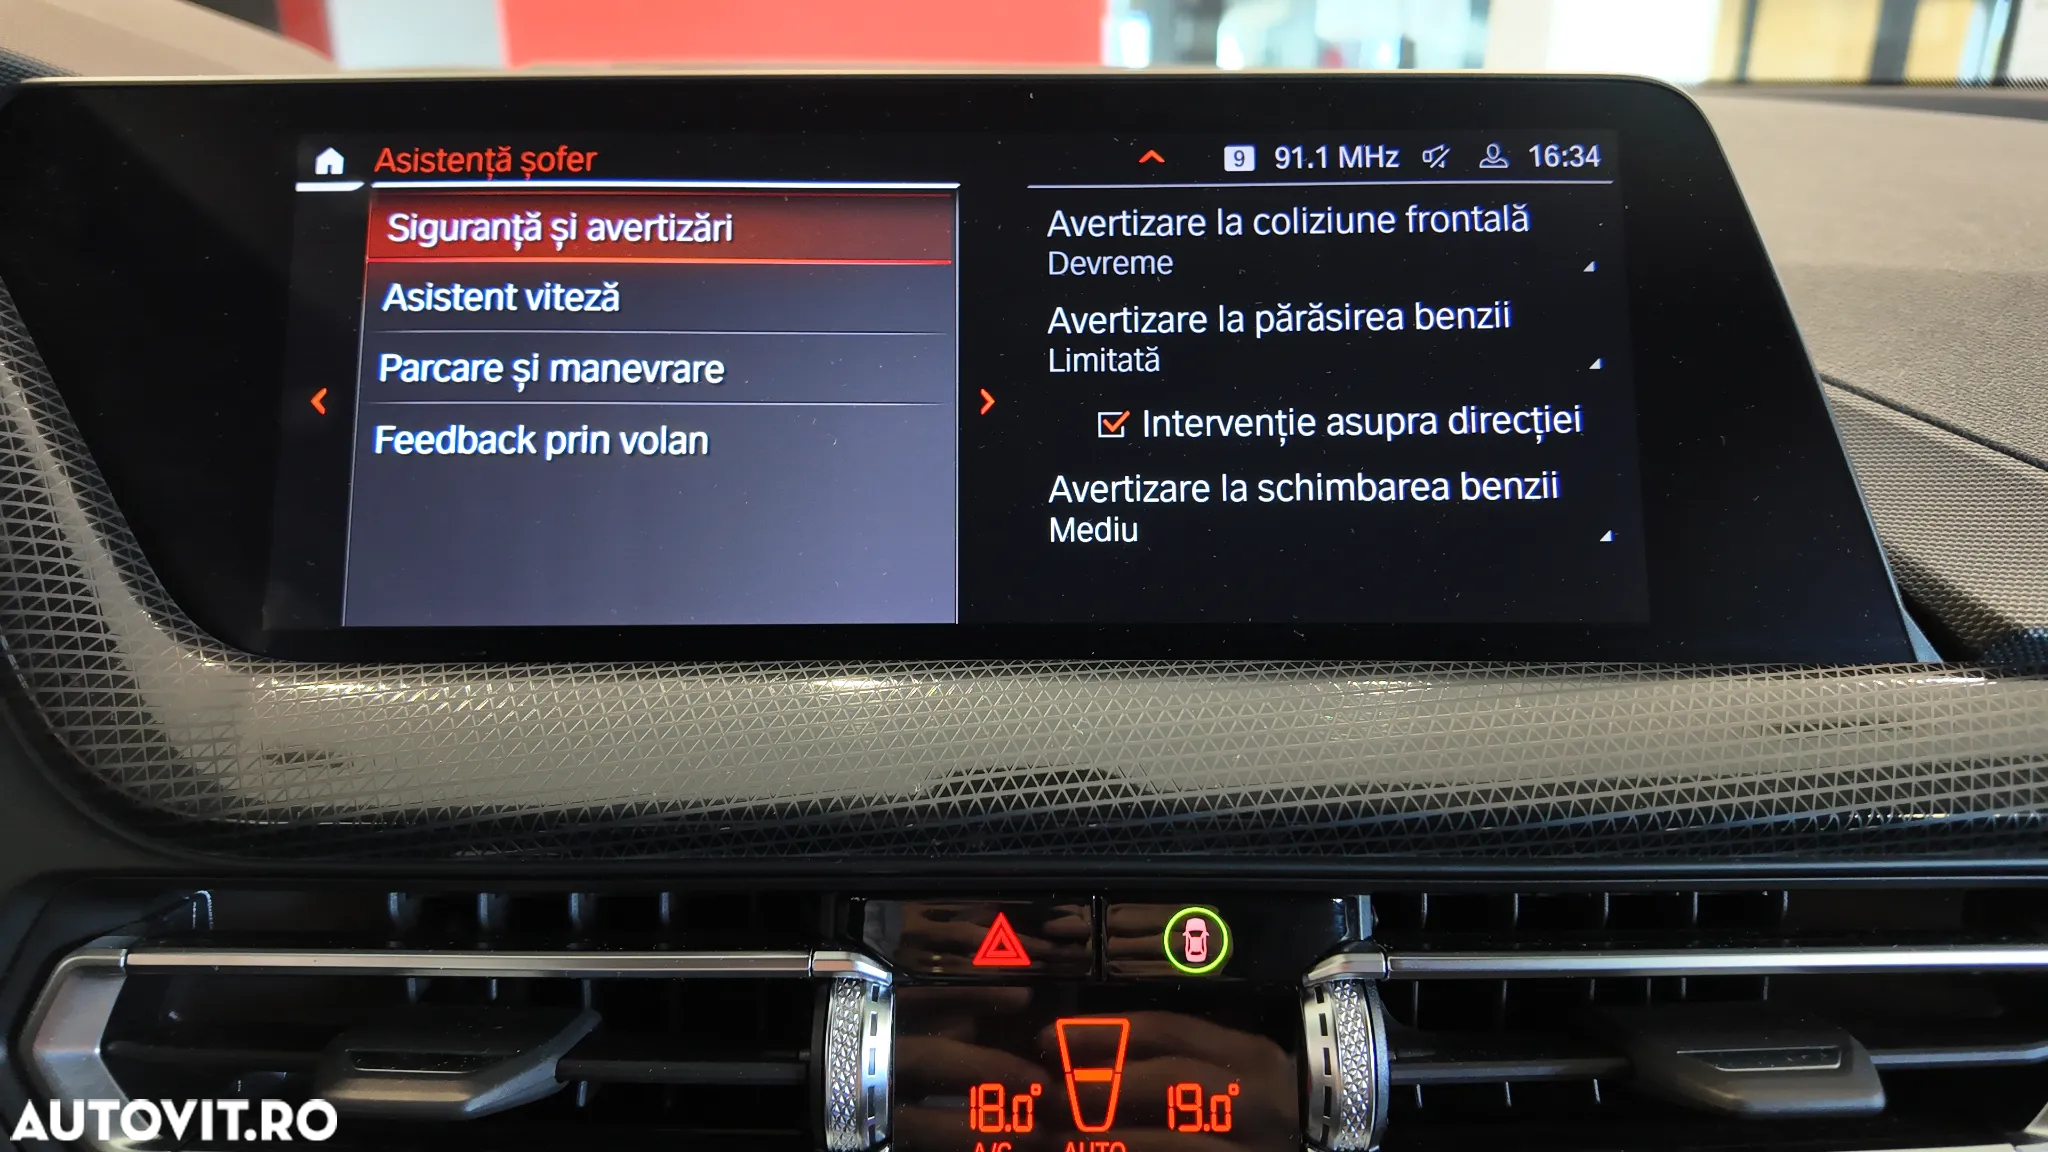 Asistență șofer
9 91.1 MHz 16:34
Siguranță și avertizări
Asistent viteză
Parcare și manevrare
Feedback prin volan
Avertizare la coliziune frontală
Devreme
Avertizare la părăsirea benzii
Limitată
Intervenție asupra direcției
Avertizare la schimbarea benzii
Mediu
18.0° 19.0°
A/C AUTO
AUTOVIT.RO